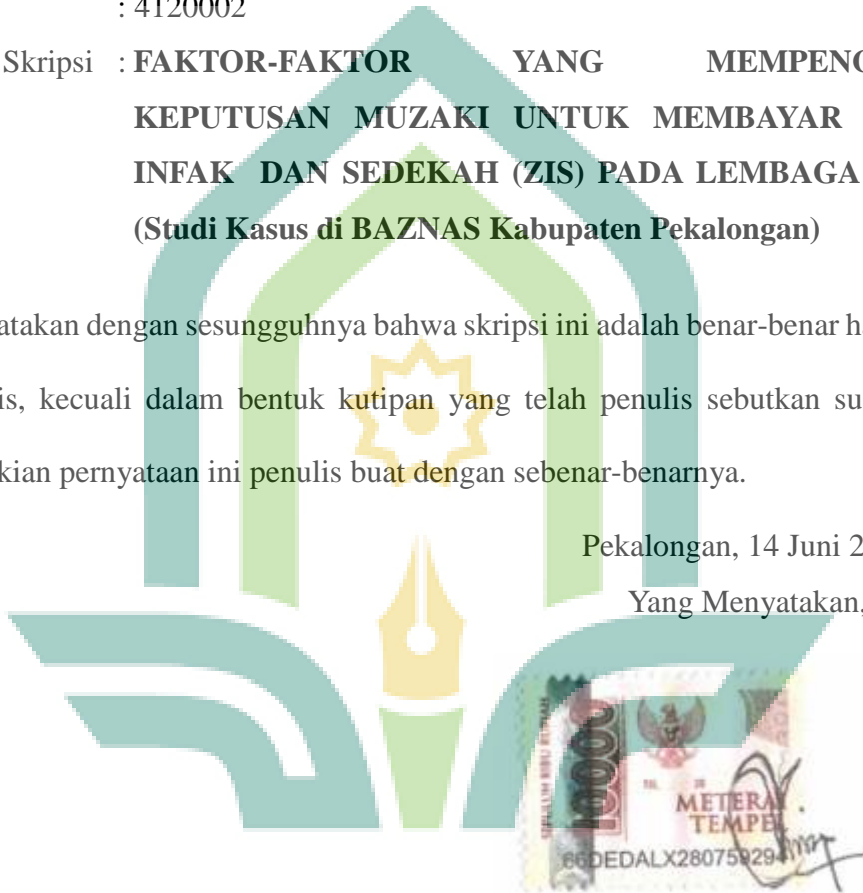 : 4120002
Skripsi : FAKTOR-FAKTOR YANG
KEPUTUSAN MUZAKI UNTUK MEMBAYAR
INFAK DAN SEDEKAH (ZIS) PADA LEMBAGA
(Studi Kasus di BAZNAS Kabupaten Pekalongan)
atakan dengan sesungguhnya bahwa skripsi ini adalah benar-benar ha
is, kecuali dalam bentuk kutipan yang telah penulis sebutkan su
kian pernyataan ini penulis buat dengan sebenar-benarnya.
Pekalongan, 14 Juni 2
Yang Menyatakan,
10000
METERAI
TEMPEL